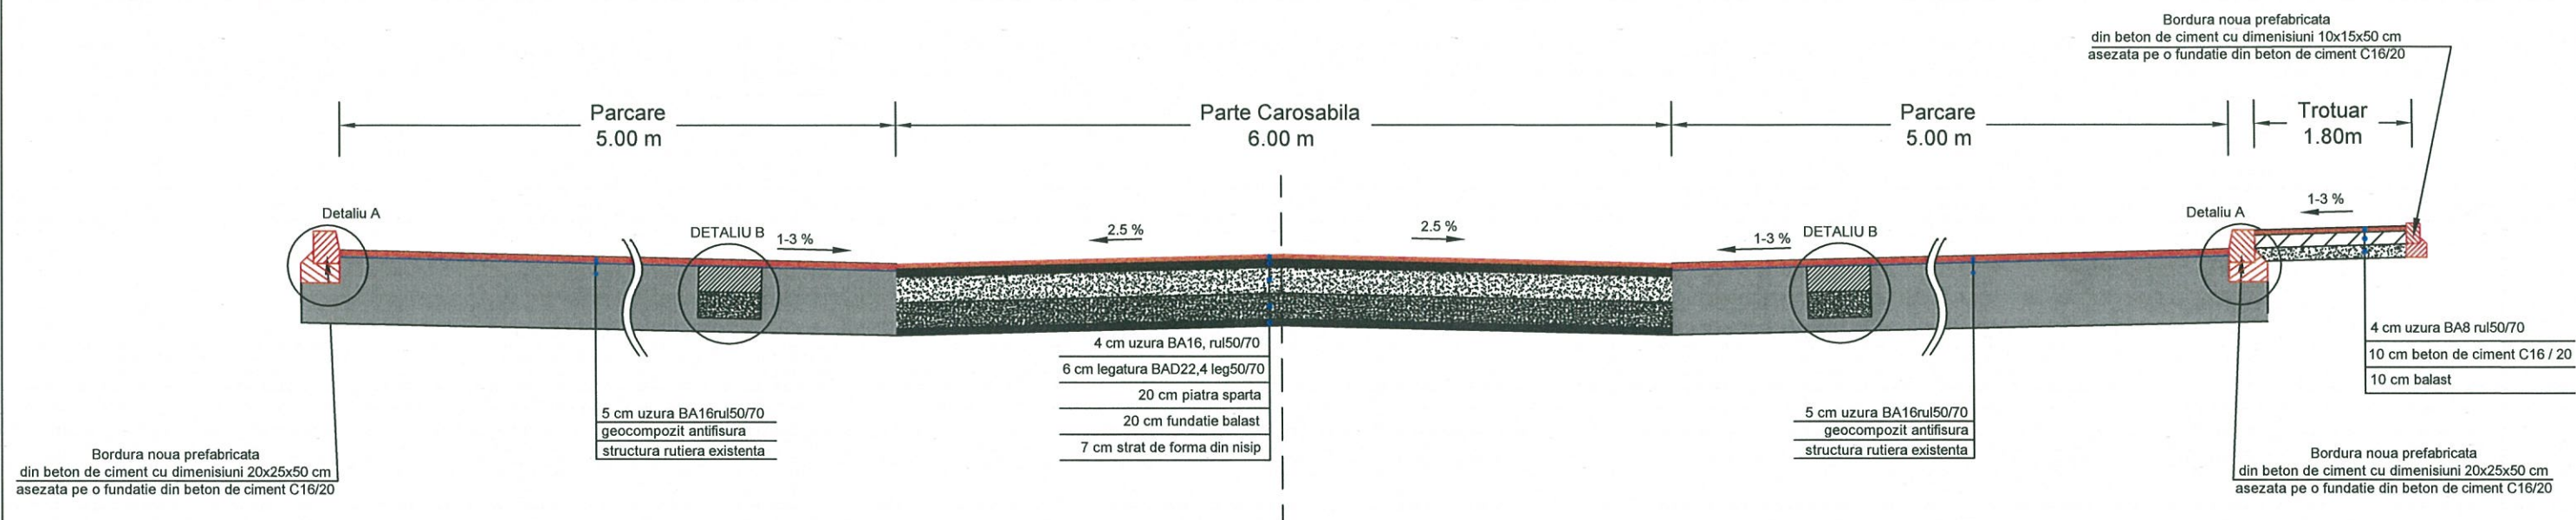 Bordura noua prefabricata
din beton de ciment cu dimenisiuni 10x15x50 cm
asezata pe o fundatie din beton de ciment C16/20
Parcare
5.00 m
Parte Carosabila
6.00 m
Parcare
5.00 m
Trotuar
1.80m
Detaliu A
DETALIU B
1-3 %
2.5 %
2.5 %
1-3 %
DETALIU B
Detaliu A
1-3 %
4 cm uzura BA16, rul50/70
6 cm legatura BAD22,4 leg50/70
20 cm piatra sparta
20 cm fundatie balast
7 cm strat de forma din nisip
4 cm uzura BA8 rul50/70
10 cm beton de ciment C16 / 20
10 cm balast
5 cm uzura BA16rul50/70
geocompozit antifisura
structura rutiera existenta
5 cm uzura BA16rul50/70
geocompozit antifisura
structura rutiera existenta
Bordura noua prefabricata
din beton de ciment cu dimenisiuni 20x25x50 cm
asezata pe o fundatie din beton de ciment C16/20
Bordura noua prefabricata
din beton de ciment cu dimenisiuni 20x25x50 cm
asezata pe o fundatie din beton de ciment C16/20